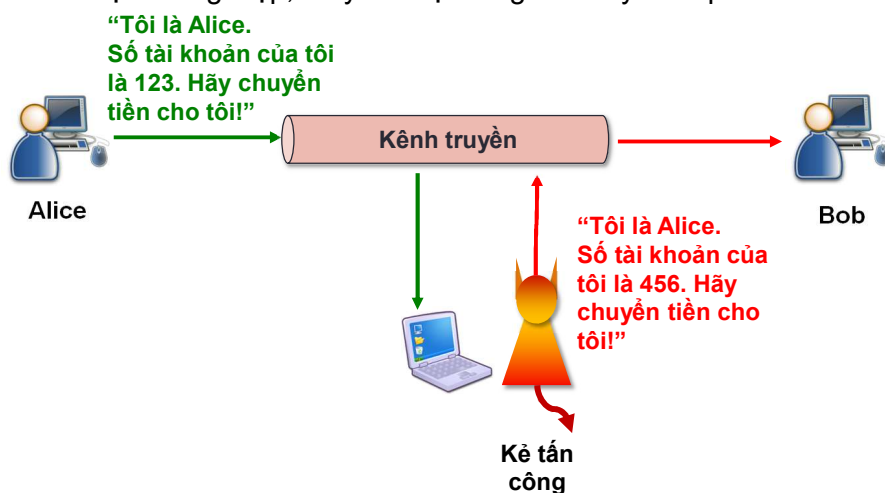 “Tôi là Alice.
Số tài khoản của tôi
là 123. Hãy chuyển
tiền cho tôi!”
Kênh truyền
Alice
Bob
“Tôi là Alice.
Số tài khoản của
tôi là 456. Hãy
chuyển tiền cho
tôi!”
Kẻ tấn
công